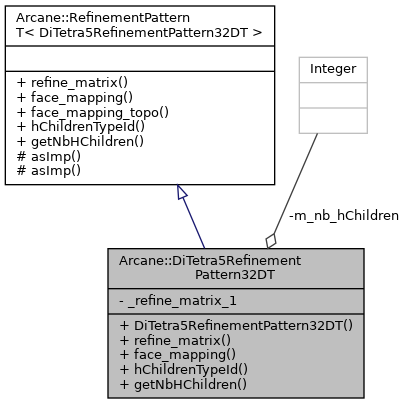 Arcane::RefinementPattern
T< DiTetra5RefinementPattern32DT >
+ refine_matrix()
+ face_mapping()
+ face_mapping_topo()
+ hChildrenTypeId()
+ getNbHChildren()
# asImp()
# asImp()
Integer
-m_nb_hChildren
Arcane::DiTetra5Refinement
Pattern32DT
- _refine_matrix_1
+ DiTetra5RefinementPattern32DT()
+ refine_matrix()
+ face_mapping()
+ hChildrenTypeId()
+ getNbHChildren()